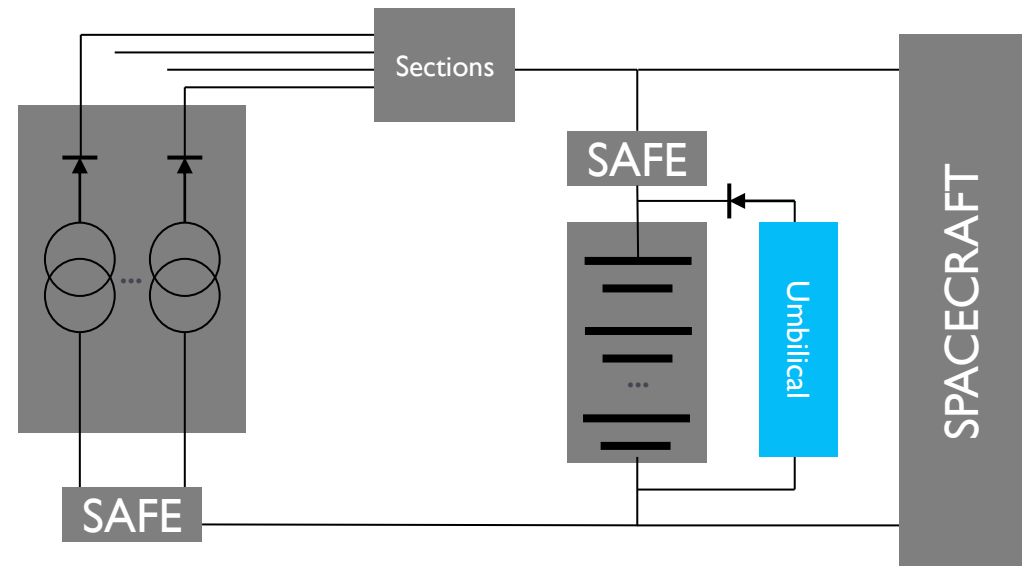 Sections
SAFE
...
Umbilical
SPACECRAFT
...
SAFE